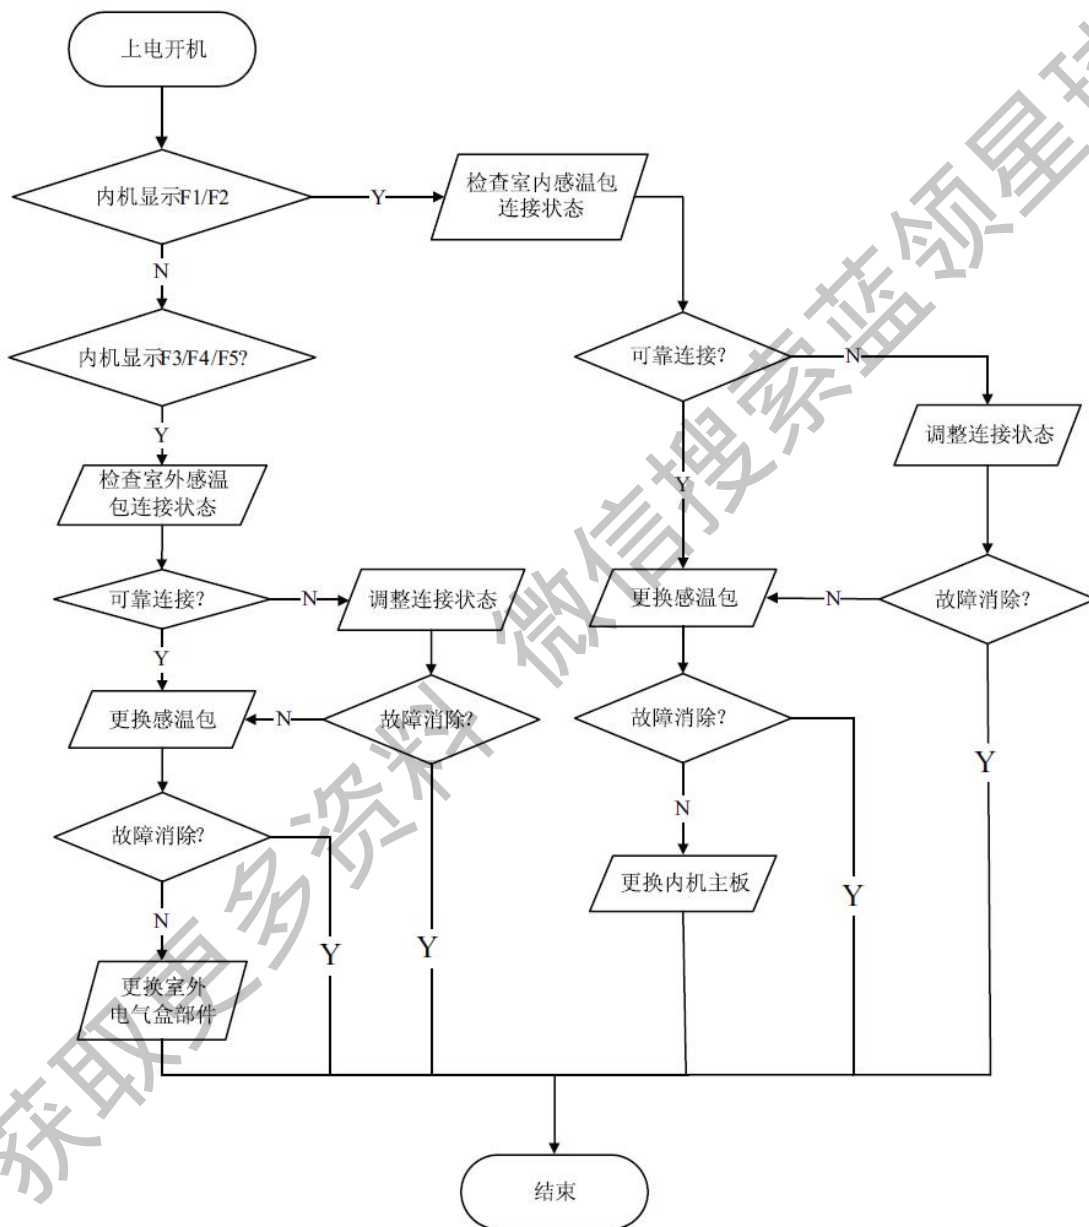 上电开机
内机显示F1/F2
Y
检查室内感温包
连接状态
N
内机显示F3/F4/F5?
可靠连接?
N
调整连接状态
Y
检查室外感温
包连接状态
Y
可靠连接?
N
调整连接状态
更换感温包
N
故障消除?
Y
更换感温包
N
故障消除?
故障消除?
Y
N
故障消除?
更换内机主板
Y
N
Y
Y
更换室外
电气盒部件
结束
获取更多资料 微信搜索蓝领星球